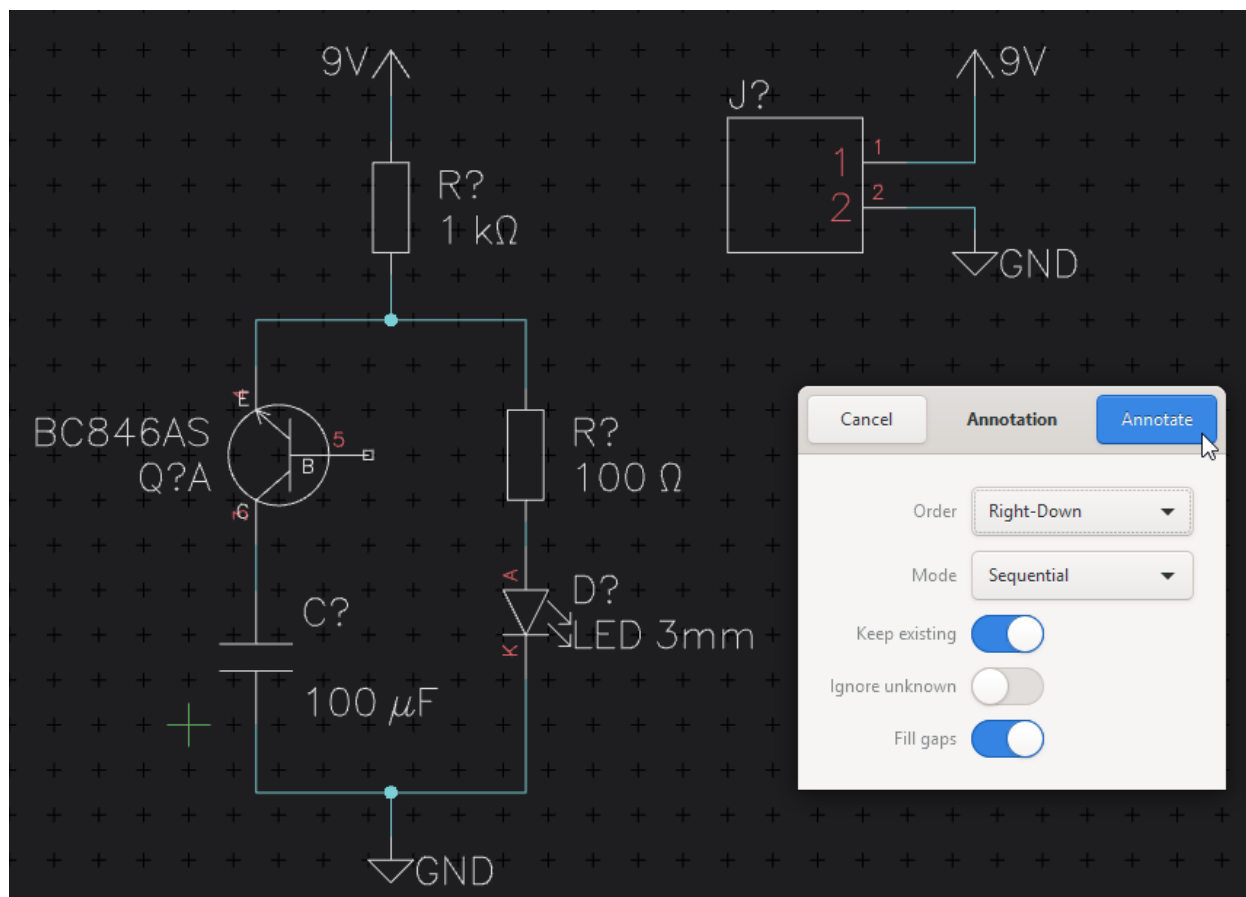 9V
9V
J?
1
1
2
2
R?
1 kΩ
GND
E
BC846AS
Q?A
5
B
R?
100 Ω
A
D?
LED 3mm
K
C?
100 µF
GND
Cancel
Annotation
Annotate
Order
Right-Down
Mode
Sequential
Keep existing
Ignore unknown
Fill gaps